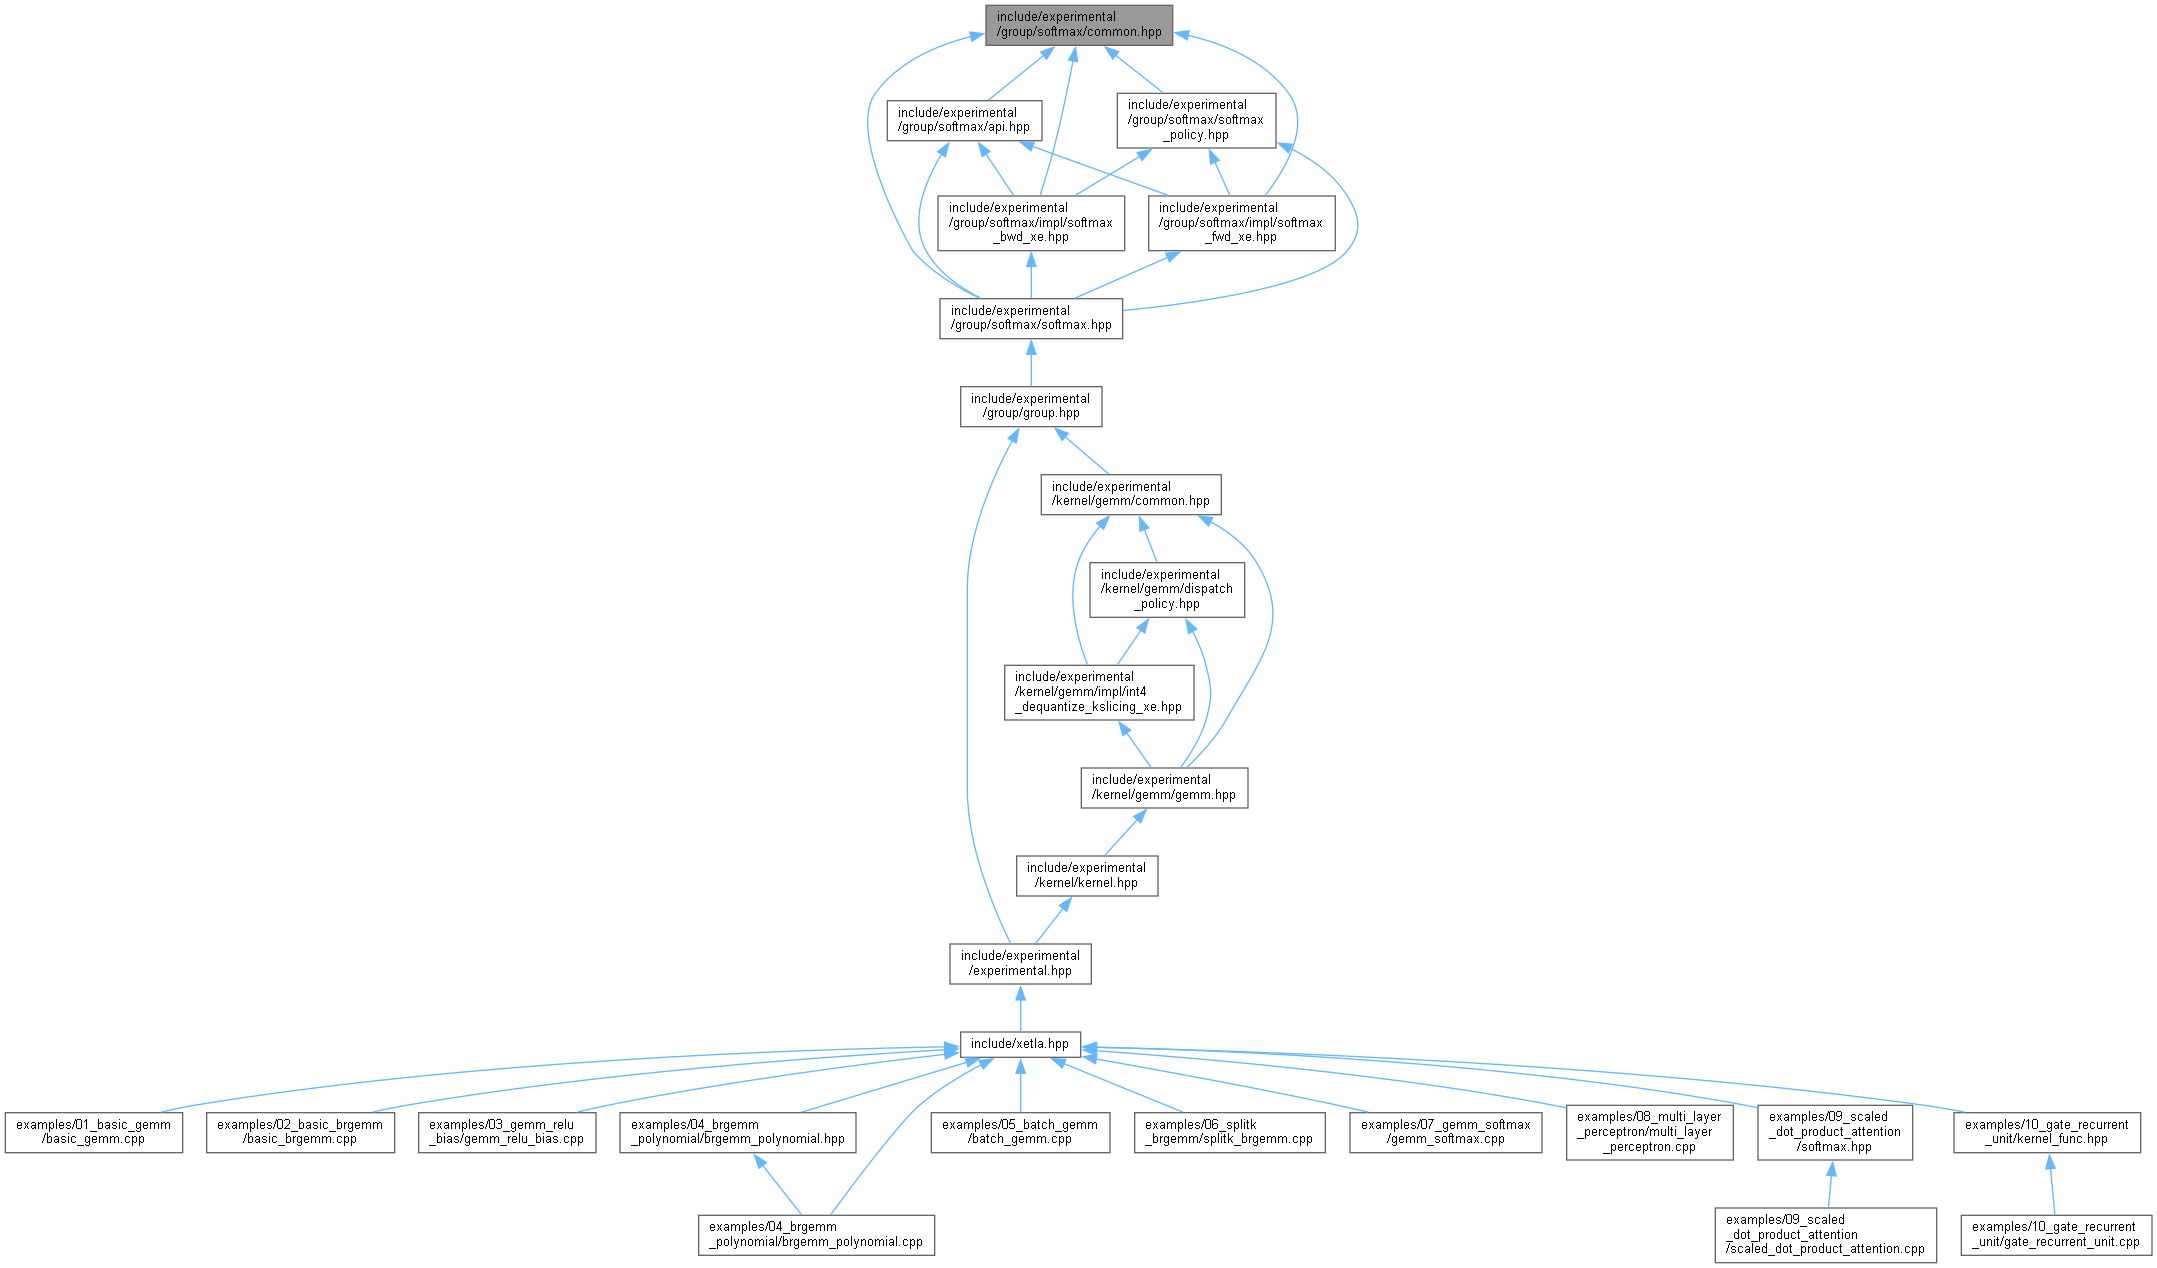 include/experimental
/group/softmax/common.hpp
include/experimental
/group/softmax/api.hpp
include/experimental
/group/softmax/softmax
_policy.hpp
include/experimental
/group/softmax/impl/softmax
_bwd_xe.hpp
include/experimental
/group/softmax/impl/softmax
_fwd_xe.hpp
include/experimental
/group/softmax/softmax.hpp
include/experimental
/group/group.hpp
include/experimental
/kernel/gemm/common.hpp
include/experimental
/kernel/gemm/dispatch
_policy.hpp
include/experimental
/kernel/gemm/impl/int4
_dequantize_kslicing_xe.hpp
include/experimental
/kernel/gemm/gemm.hpp
include/experimental
/kernel/kernel.hpp
include/experimental
/experimental.hpp
include/xetla.hpp
examples/01_basic_gemm
/basic_gemm.cpp
examples/02_basic_brgemm
/basic_brgemm.cpp
examples/03_gemm_relu
_bias/gemm_relu_bias.cpp
examples/04_brgemm
_polynomial/brgemm_polynomial.hpp
examples/05_batch_gemm
/batch_gemm.cpp
examples/06_splitk
_brgemm/splitk_brgemm.cpp
examples/07_gemm_softmax
/gemm_softmax.cpp
examples/08_multi_layer
_perceptron/multi_layer
_perceptron.cpp
examples/09_scaled
_dot_product_attention
/softmax.hpp
examples/10_gate_recurrent
_unit/kernel_func.hpp
examples/04_brgemm
_polynomial/brgemm_polynomial.cpp
examples/09_scaled
_dot_product_attention
/scaled_dot_product_attention.cpp
examples/10_gate_recurrent
_unit/gate_recurrent_unit.cpp